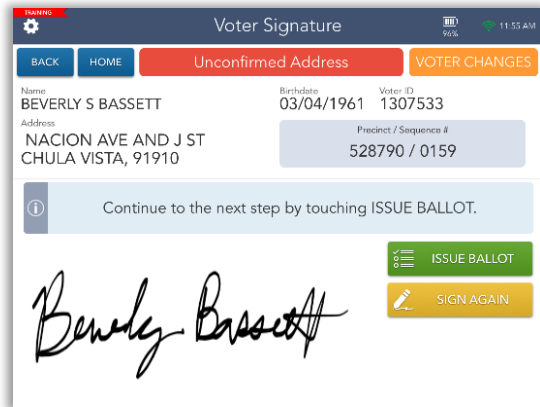 TRAINING
Voter Signature
96%
11:55 AM
BACK
HOME
Unconfirmed Address
VOTER CHANGES
Name
BEVERLY S BASSETT
Birthdate
03/04/1961
Voter ID
1307533
Address
NACION AVE AND J ST
CHULA VISTA, 91910
Precinct / Sequence #
528790 / 0159
Continue to the next step by touching ISSUE BALLOT.
ISSUE BALLOT
SIGN AGAIN
Beverly Bassett